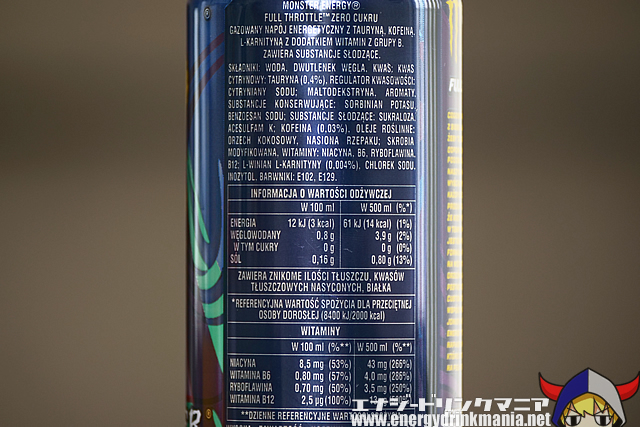 MONSTER ENERGY®
FULL THROTTLE™ ZERO CUKRU
GAZOWANY NAPÓJ ENERGETYCZNY Z TAURYNĄ, KOFEINĄ,
L-KARNITYNĄ Z DODATKIEM WITAMIN Z GRUPY B.
ZAWIERA SUBSTANCJE SŁODZĄCE.
SKŁADNIKI: WODA, DWUTLENEK WĘGLA, KWAS: KWAS
CYTRYNOWY; TAURYNA (0,4%), REGULATOR KWASOWOŚCI:
CYTRYNIANY SODU; MALTODEKSTRYNA, AROMATY,
SUBSTANCJE KONSERWUJĄCE: SORBINIAN POTASU,
BENZOESAN SODU; SUBSTANCJE SŁODZĄCE: SUKRALOZA,
ACESULFAM K; KOFEINA (0,03%), OLEJE ROŚLINNE:
ORZECH KOKOSOWY, NASIONA RZEPAKU; SKROBIA
MODYFIKOWANA, WITAMINY: NIACYNA, B6, RYBOFLAWINA,
B12; L-WINIAN L-KARNITYNY (0,004%), CHLOREK SODU,
INOZYTOL, BARWNIKI: E102, E129.
INFORMACJA O WARTOŚCI ODŻYWCZEJ
W 100 ml W 500 ml (%*)
ENERGIA 12 kJ (3 kcal) 61 kJ (14 kcal) (1%)
WĘGLOWODANY 0,8 g 3,9 g (2%)
W TYM CUKRY 0 g 0 g (0%)
SÓL 0,16 g 0,80 g (13%)
ZAWIERA ZNIKOME ILOŚCI TŁUSZCZU, KWASÓW
TŁUSZCZOWYCH NASYCONYCH, BIAŁKA
*REFERENCYJNA WARTOŚĆ SPOŻYCIA DLA PRZECIĘTNEJ
OSOBY DOROSŁEJ (8400 kJ/2000 kcal)
WITAMINY
W 100 ml (%**) W 500 ml (%**)
NIACYNA 8,5 mg (53%) 43 mg (266%)
WITAMINA B6 0,80 mg (57%) 4,0 mg (286%)
RYBOFLAWINA 0,70 mg (50%) 3,5 mg (250%)
WITAMINA B12 2,5 µg (100%)
**DZIENNE REFERENCYJNE
エナジードリンクマニア
www.energydrinkmania.net